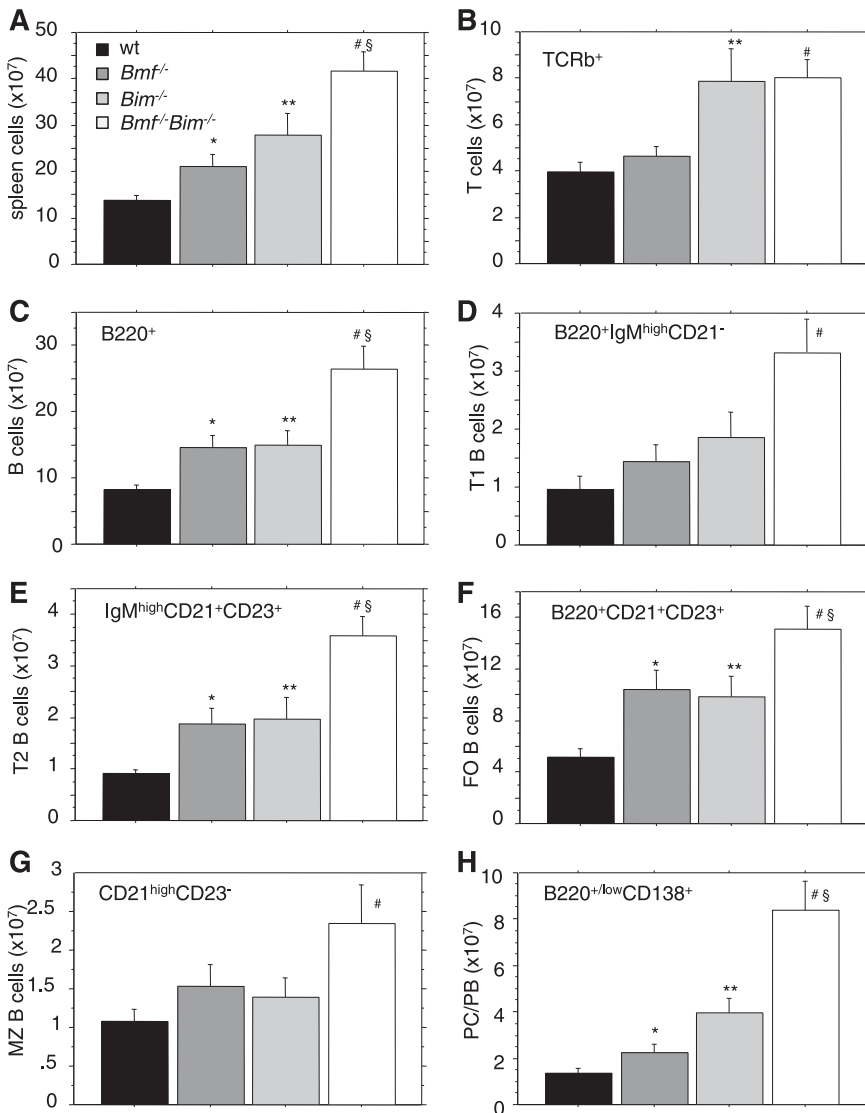 A
spleen cells (x10⁷)
50
40
30
20
10
0
wt
Bmf⁻/⁻
Bim⁻/⁻
Bmf⁻/⁻Bim⁻/⁻
*
**
# §
B
TCRb⁺
T cells (x10⁷)
10
8
6
4
2
0
**
#
C
B220⁺
B cells (x10⁷)
30
25
15
10
0
*
**
# §
D
B220⁺IgMʰⁱᵍʰCD21⁻
T1 B cells (x10⁷)
4
3
2
1
0
#
E
IgMʰⁱᵍʰCD21⁺CD23⁺
T2 B cells (x10⁷)
4
3
2
1
0
*
**
# §
F
B220⁺CD21⁺CD23⁺
FO B cells (x10⁷)
16
12
8
4
0
*
**
# §
G
CD21ʰⁱᵍʰCD23⁻
MZ B cells (x10⁷)
3
2.5
2
1.5
1
.5
0
#
H
B220⁺/ˡᵒʷCD138⁺
PC/PB (x10⁷)
10
8
6
4
2
0
*
**
# §